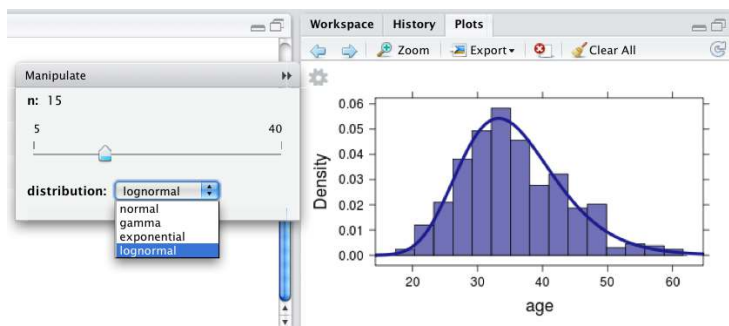 Workspace History Plots
Zoom Export Clear All
Manipulate
n: 15
5 40
distribution: lognormal
normal
gamma
exponential
lognormal
0.06
0.05
0.04
0.03
0.02
0.01
0.00
Density
20 30 40 50 60
age